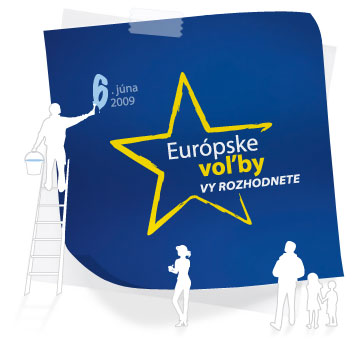 6. júna
2009
Európske
voľby
VY ROZHODNETE